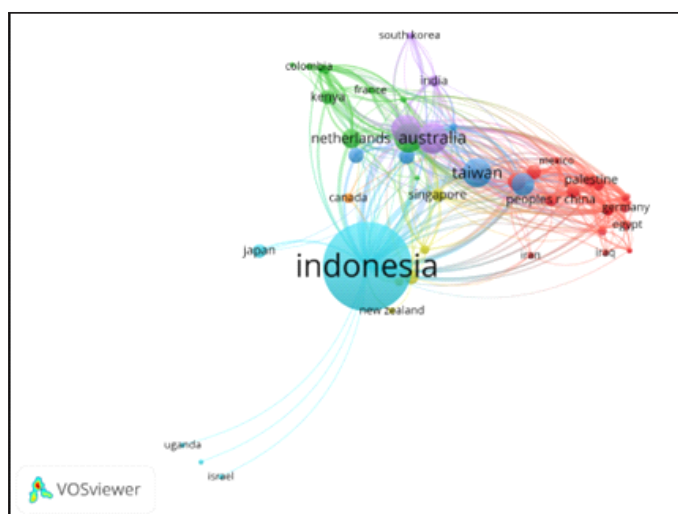 south korea
colombia
india
kenya
france
netherlands
australia
mexico
taiwan
palestine
canada
singapore
peoples r china
germany
egypt
japan
indonesia
iran
iraq
new zealand
uganda
israel
VOSviewer